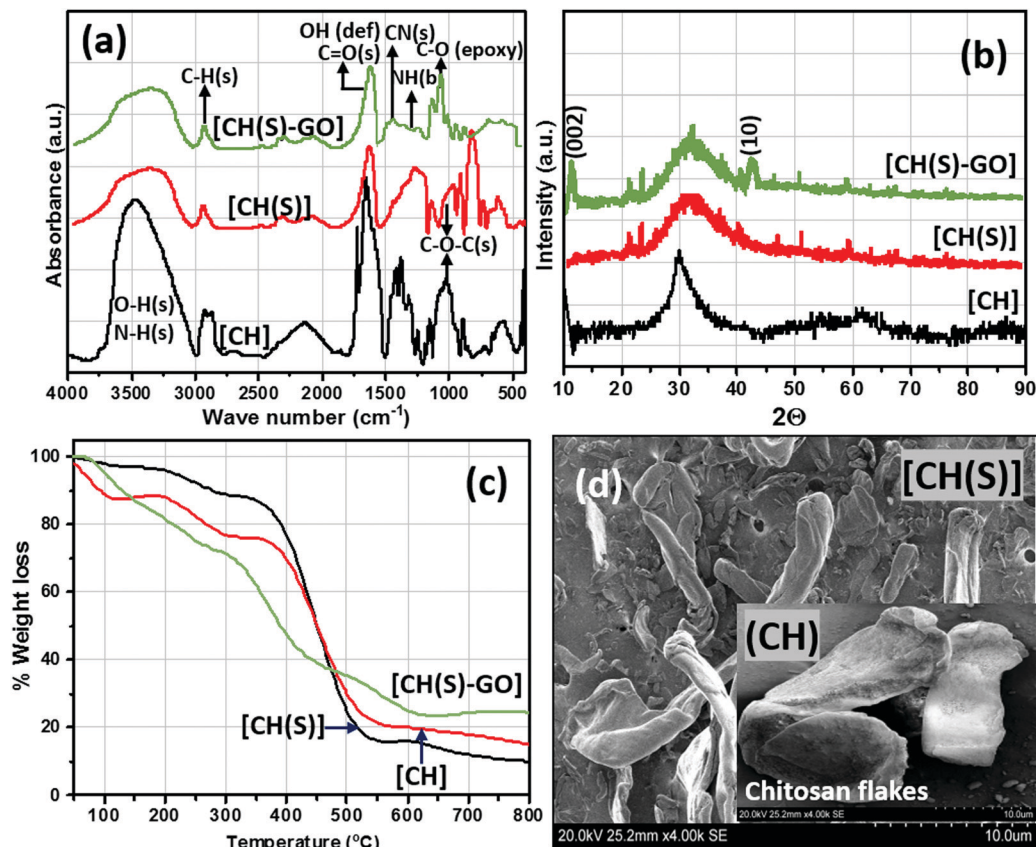 (a)
OH (def)
CN(s)
C=O(s)
C-O (epoxy)
C-H(s)
NH(b
[CH(S)-GO]
[CH(S)]
C-O-C(s)
O-H(s)
N-H(s)
[CH]
Absorbance (a.u.)
4000 3500 3000 2500 2000 1500 1000 500
Wave number (cm-1)
(b)
(002)
(10)
[CH(S)-GO]
[CH(S)]
[CH]
Intensity (a.u.)
10 20 30 40 50 60 70 80 90
2Θ
(c)
100
80
60
40
20
0
% Weight loss
[CH(S)-GO]
[CH(S)]
[CH]
100 200 300 400 500 600 700 800
Temperature (ºC)
(d)
[CH(S)]
(CH)
Chitosan flakes
20.0kV 25.2mm x4.00k SE
10.0um
20.0kV 25.2mm x4.00k SE
10.0um